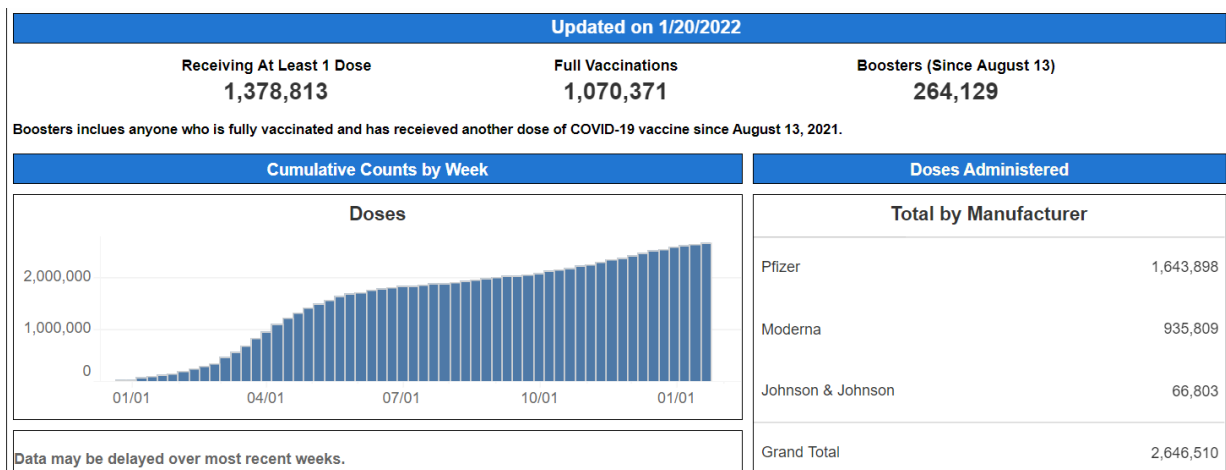 Updated on 1/20/2022
Receiving At Least 1 Dose
1,378,813
Full Vaccinations
1,070,371
Boosters (Since August 13)
264,129
Boosters inclues anyone who is fully vaccinated and has receieved another dose of COVID-19 vaccine since August 13, 2021.
Cumulative Counts by Week
Doses
2,000,000
1,000,000
0
01/01 04/01 07/01 10/01 01/01
Data may be delayed over most recent weeks.
Doses Administered
Total by Manufacturer
Pfizer 1,643,898
Moderna 935,809
Johnson & Johnson 66,803
Grand Total 2,646,510